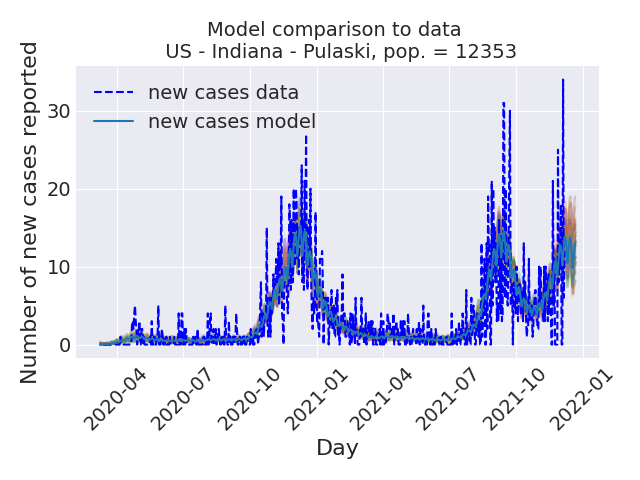 Model comparison to data
US - Indiana - Pulaski, pop. = 12353
Number of new cases reported
new cases data
new cases model
30
20
10
0
2020-04
2020-07
2020-10
2021-01
2021-04
2021-07
2021-10
2022-01
Day